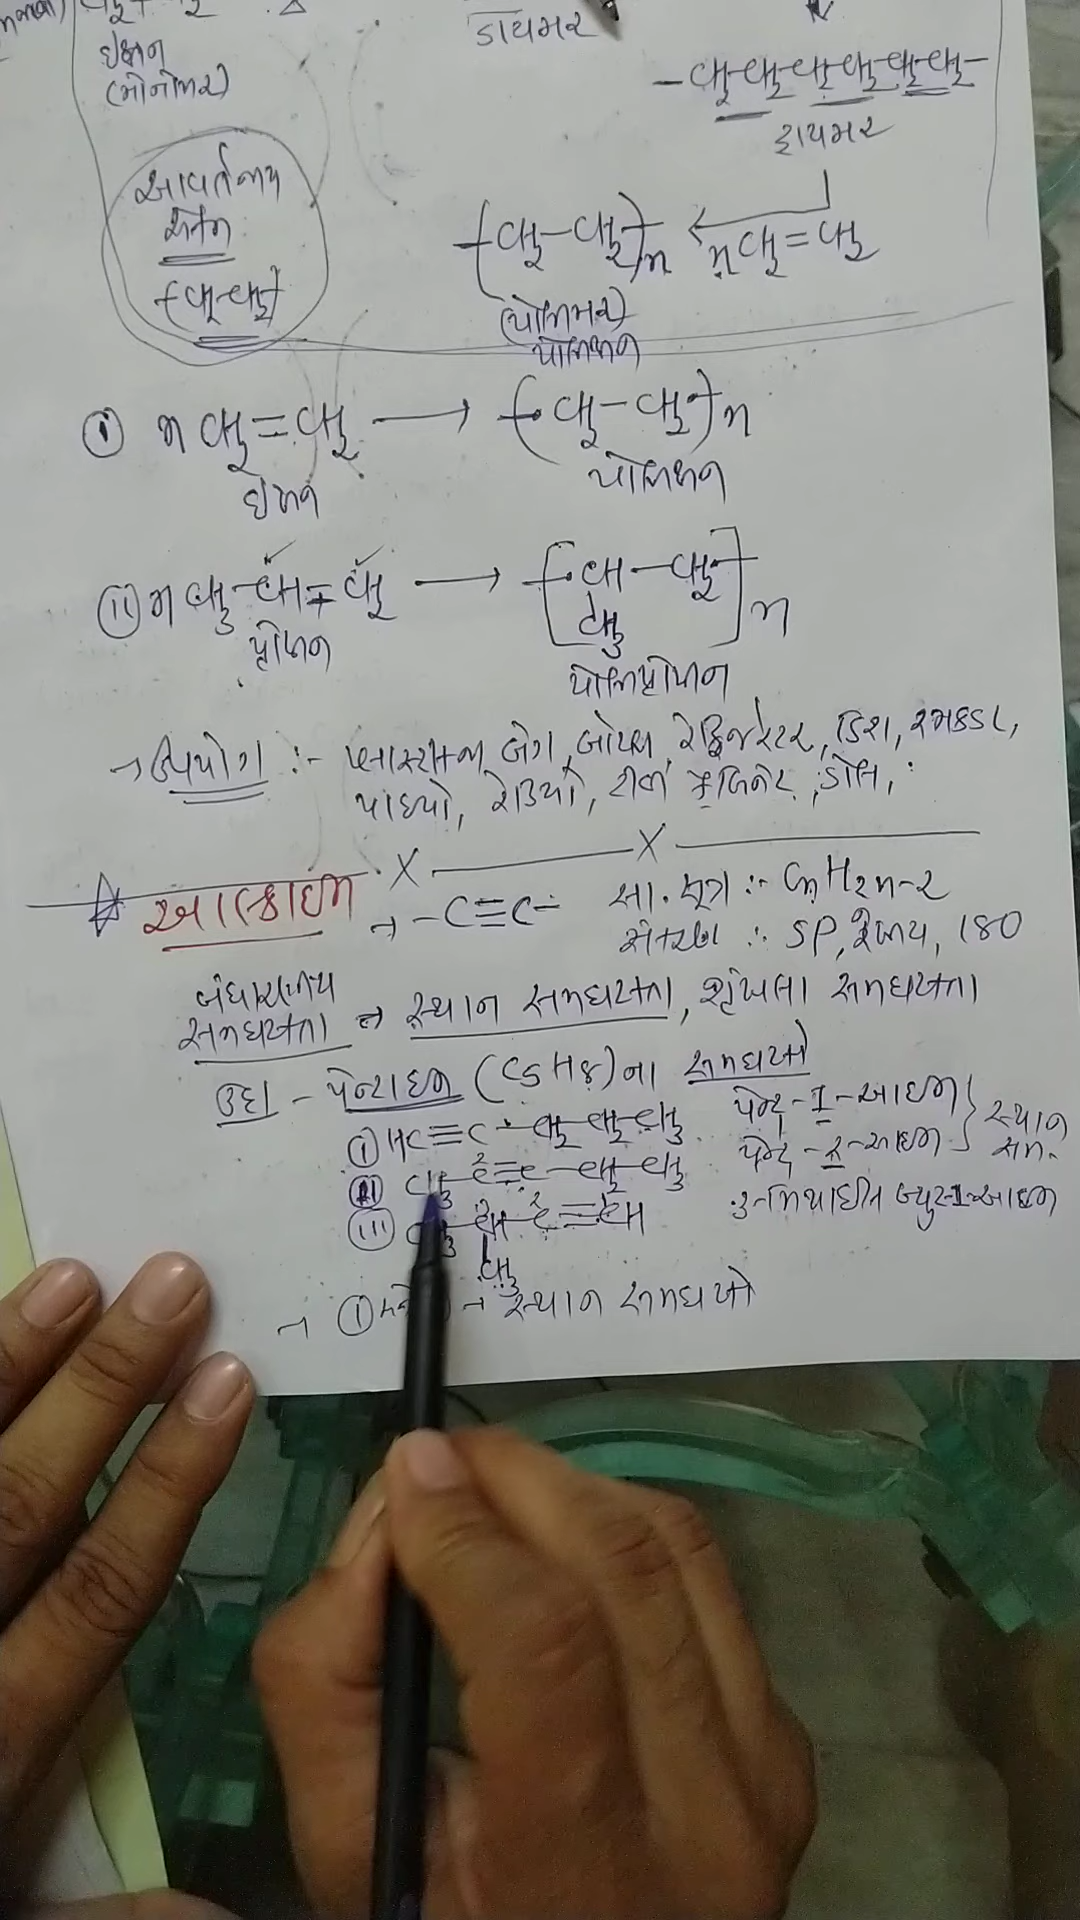 ઇથીન
(મોનોમર)
ડાયમર
-CH₂-CH₂-CH₂-CH₂-CH₂-CH₂-
ટ્રાયમર
આવર્તનીય
એકમ
-(CH₂-CH₂)-
-(CH₂-CH₂)-n
nCH₂=CH₂
(પોલિમર)
પોલિથીન
(i) n CH₂=CH₂ ⟶ -(CH₂-CH₂)-n
ઇથીન
પોલિથીન
(ii) n CH₃-CH=CH₂ ⟶ [-CH-CH₂-]n
CH₃
પ્રોપીન
પોલિપ્રોપીન
→ ઉપયોગ :- પ્લાસ્ટીકની બેગ, બોટલ, રેફ્રિજરેટર, ડિશ, રમકડા,
પાઇપો, રેડિયો, ટીવી કેબિનેટ, ડોલ,
X X
☆ આલ્કાઇન → -C≡C- સા. સૂત્ર :- CnH2n-2
સંકરણ :- SP, રેખીય, 180
બંધારણીય
સમઘટકતા → સ્થાન સમઘટકતા, શૃંખલા સમઘટકતા
ઉદા - પેન્ટાઇન (C5H8)ના સમઘટકો
(i) HC≡C-CH₂-CH₂-CH₃ પેન્ટ-1-આઇન } સ્થાન
(ii) CH₃-C≡C-CH₂-CH₃ પેન્ટ-2-આઇન } સમ.
(iii) CH₃-CH-C≡CH 3-મિથાઈલ બ્યુટ-1-આઇન
CH₃
→ (i) અને → સ્થાન સમઘટકો